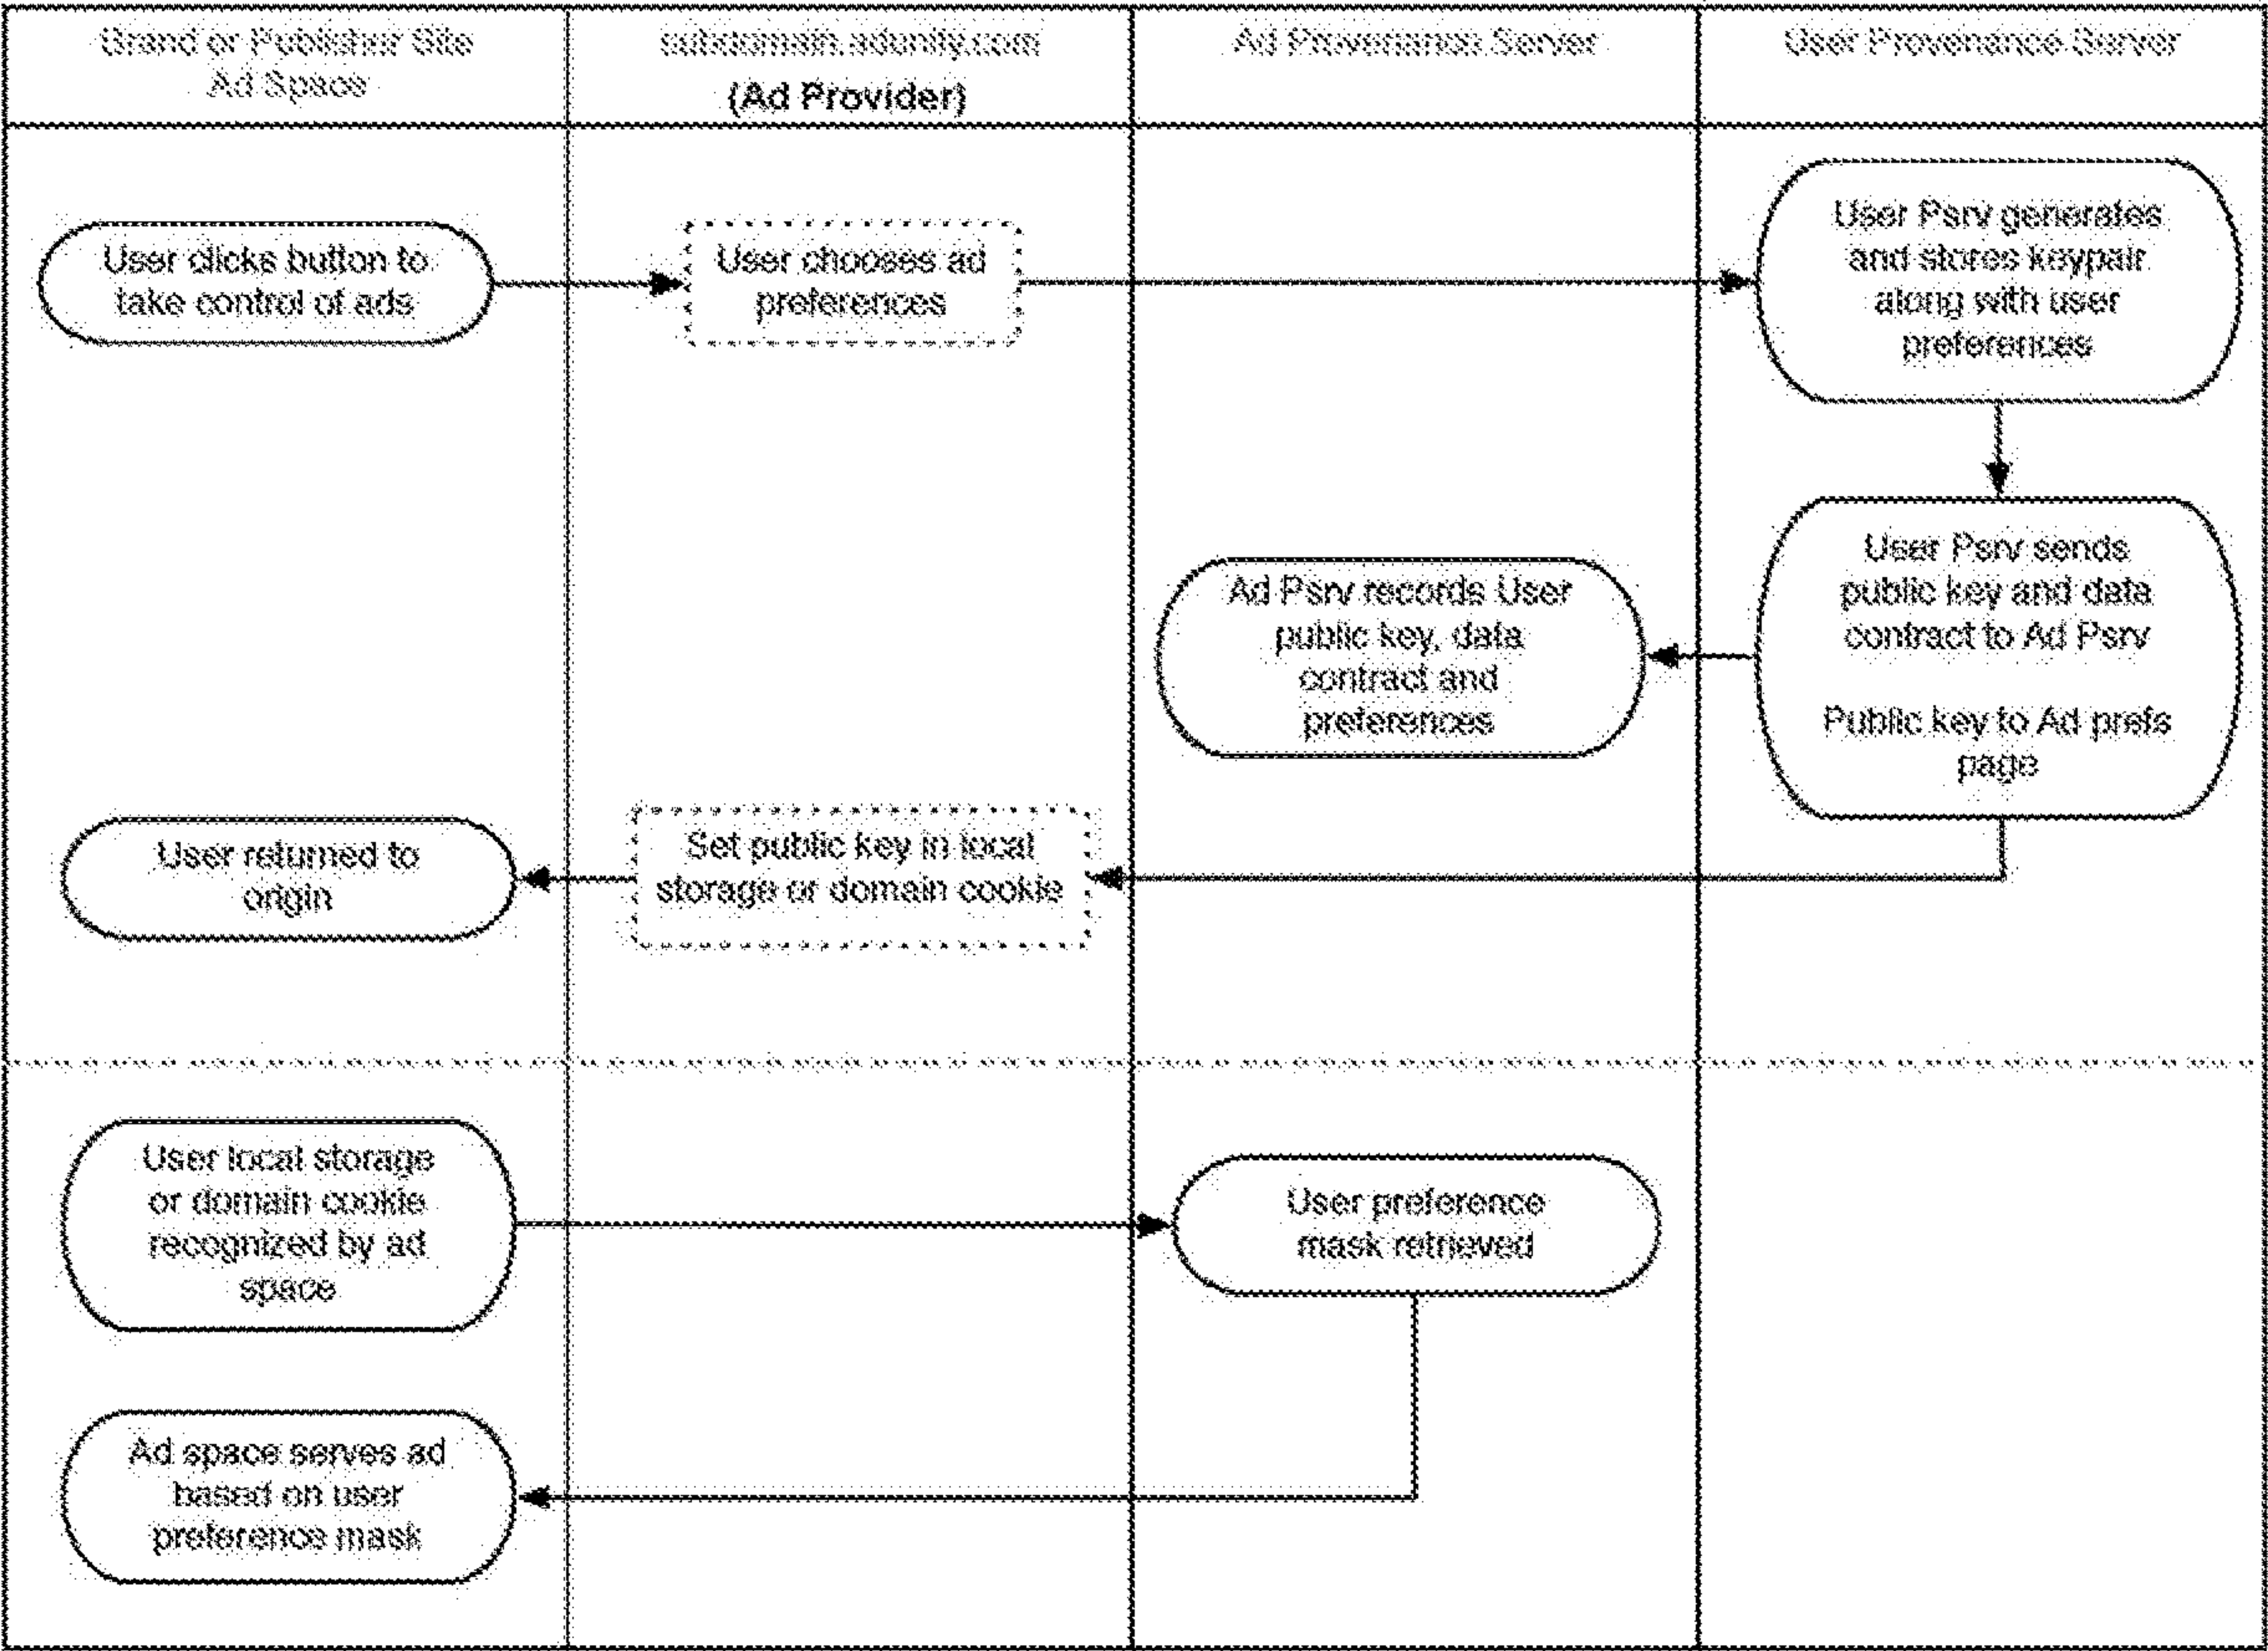 Brand or Publisher Site
Ad Space
subdomain.adunity.com
(Ad Provider)
Ad Provenance Server
User Provenance Server
User clicks button to
take control of ads
User chooses ad
preferences
User Psrv generates
and stores keypair
along with user
preferences
User Psrv sends
public key and data
contract to Ad Psrv
Public key to Ad prefs
page
Ad Psrv records User
public key, data
contract and
preferences
Set public key in local
storage or domain cookie
User returned to
origin
User local storage
or domain cookie
recognized by ad
space
User preference
mask retrieved
Ad space serves ad
based on user
preference mask